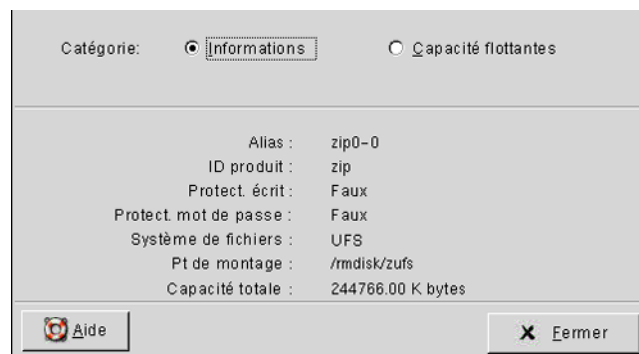 Catégorie: Informations Capacité flottantes
Alias : zip0-0
ID produit : zip
Protect. écrit : Faux
Protect. mot de passe : Faux
Système de fichiers : UFS
Pt de montage : /rmdisk/zufs
Capacité totale : 244766.00 K bytes
Aide Fermer